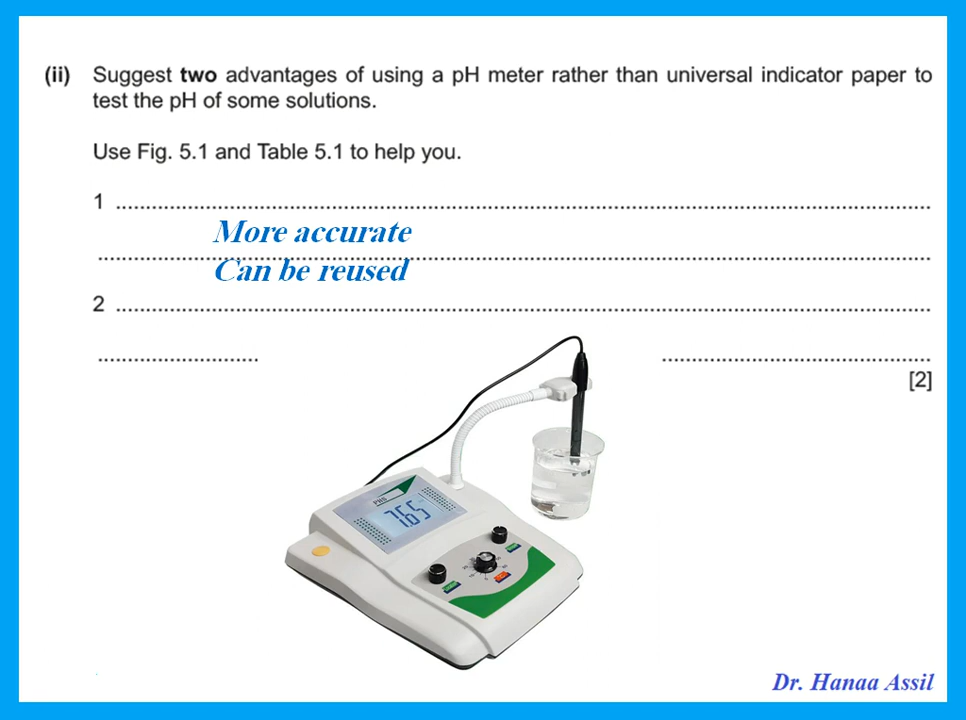 (ii) Suggest two advantages of using a pH meter rather than universal indicator paper to
test the pH of some solutions.
Use Fig. 5.1 and Table 5.1 to help you.
1 ........................................
More accurate
Can be reused
2 ........................................
[2]
7.65
Dr. Hanaa Assil